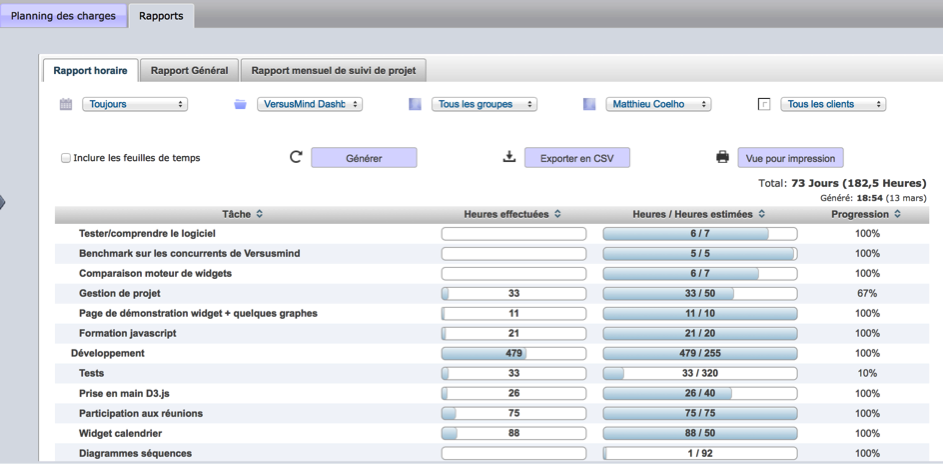 Planning des charges Rapports
Rapport horaire Rapport Général Rapport mensuel de suivi de projet
Toujours VersusMind Dashb Tous les groupes Matthieu Coelho Tous les clients
Inclure les feuilles de temps Générer Exporter en CSV Vue pour impression
Total: 73 Jours (182,5 Heures)
Généré: 18:54 (13 mars)
Tâche Heures effectuées Heures / Heures estimées Progression
Tester/comprendre le logiciel 6 / 7 100%
Benchmark sur les concurrents de Versusmind 5 / 5 100%
Comparaison moteur de widgets 6 / 7 100%
Gestion de projet 33 33 / 50 67%
Page de démonstration widget + quelques graphes 11 11 / 10 100%
Formation javascript 21 21 / 20 100%
Développement 479 479 / 255 100%
Tests 33 33 / 320 10%
Prise en main D3.js 26 26 / 40 100%
Participation aux réunions 75 75 / 75 100%
Widget calendrier 88 88 / 50 100%
Diagrammes séquences 1 / 92 100%